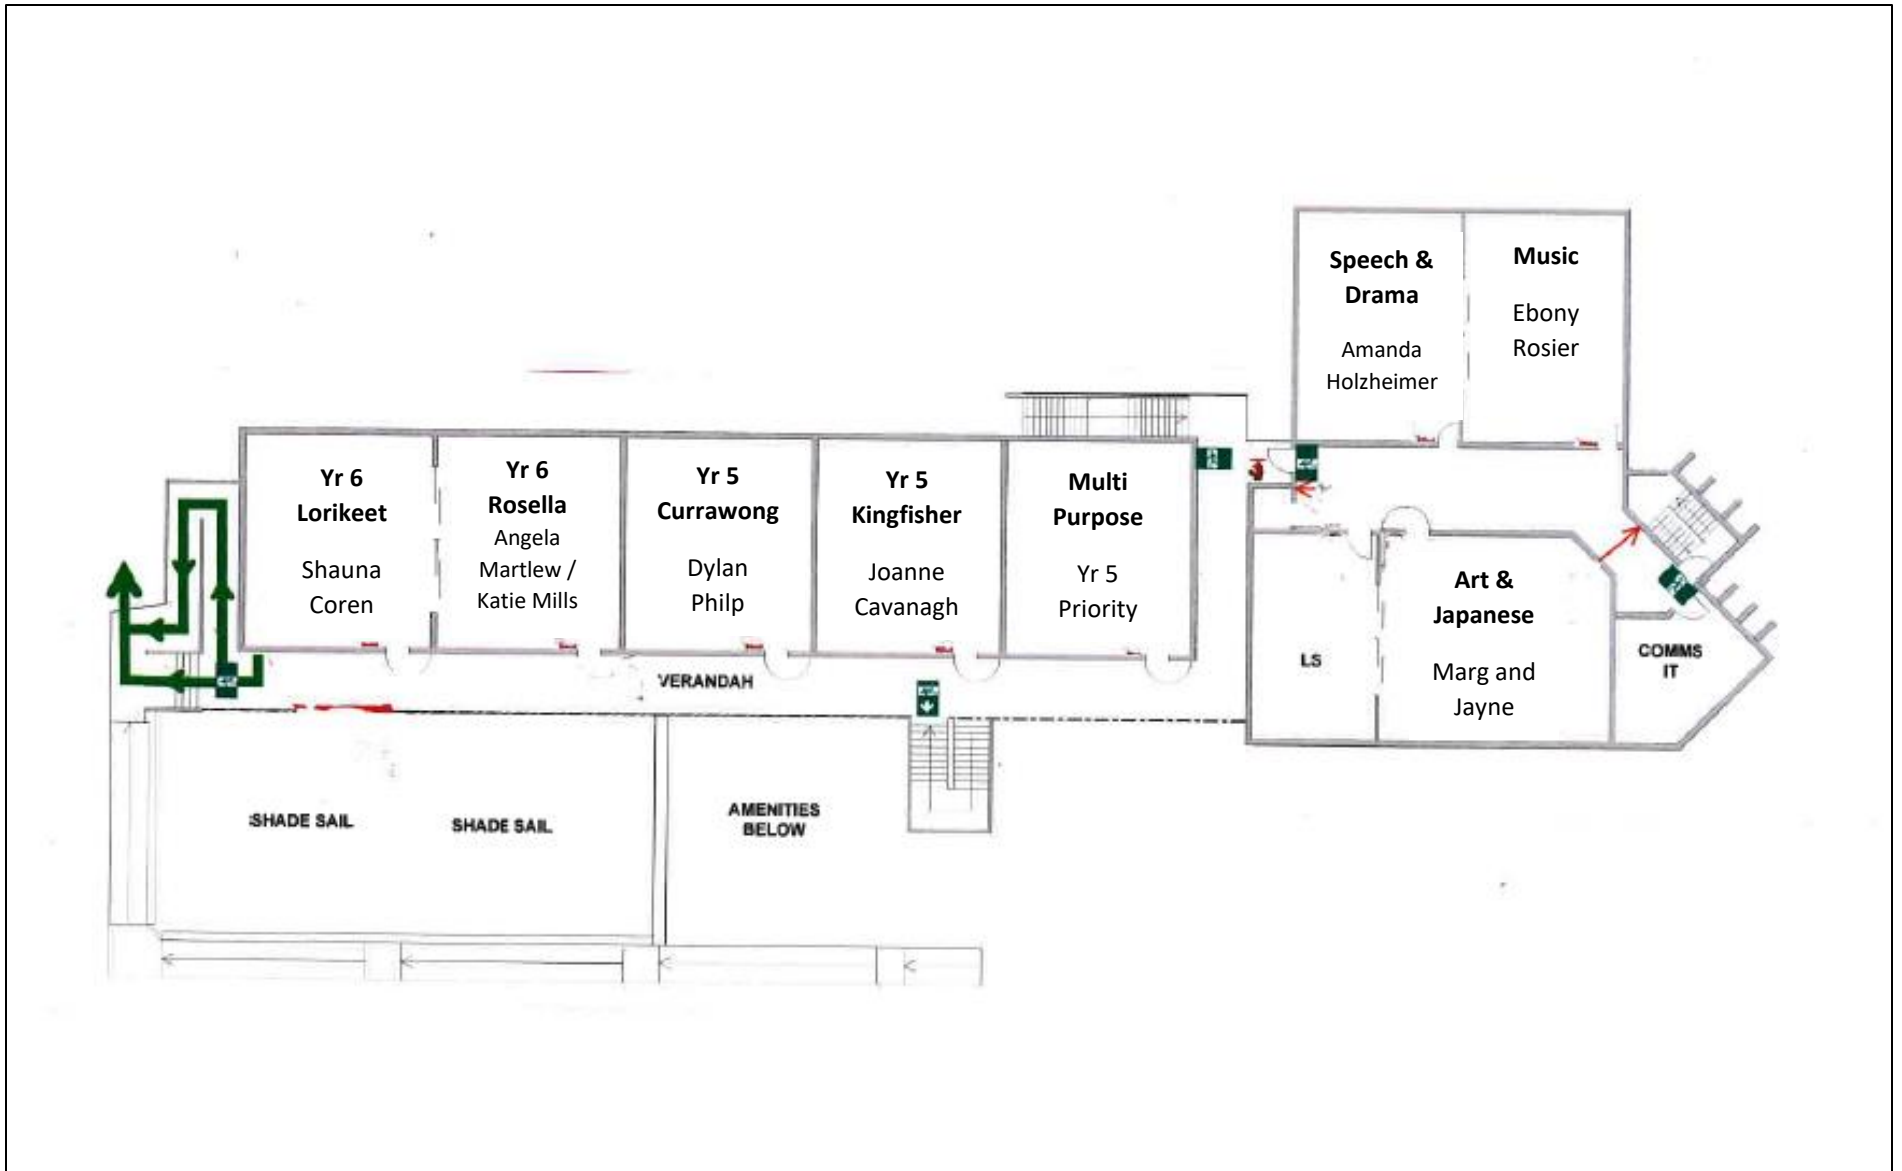 Speech &
Drama
Amanda
Holzheimer
Music
Ebony
Rosier
Yr 6
Lorikeet
Shauna
Coren
Yr 6
Rosella
Angela
Martlew /
Katie Mills
Yr 5
Currawong
Dylan
Philp
Yr 5
Kingfisher
Joanne
Cavanagh
Multi
Purpose
Yr 5
Priority
Art &
Japanese
Marg and
Jayne
LS
COMMS
IT
VERANDAH
SHADE SAIL
SHADE SAIL
AMENITIES
BELOW